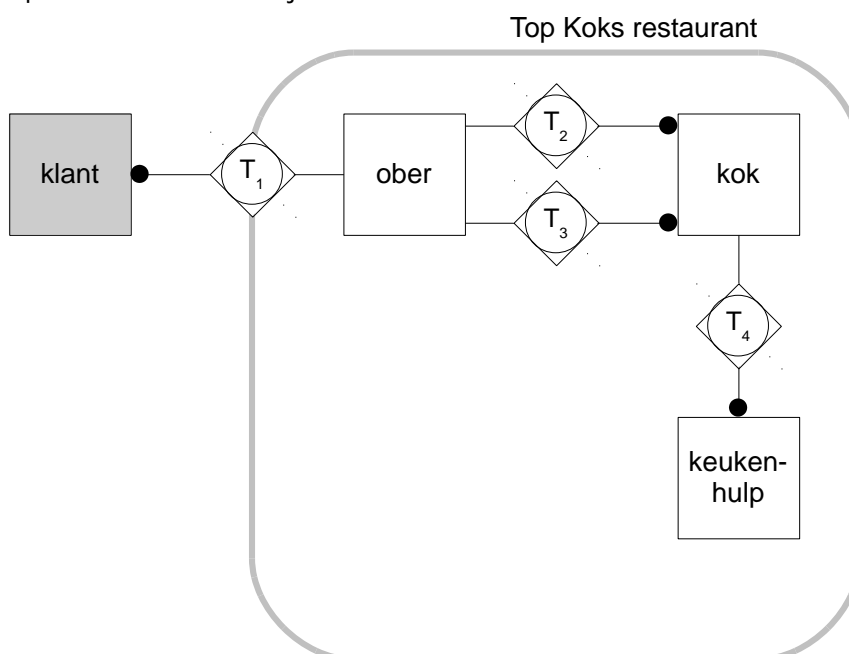 Top Koks restaurant
klant
T1
ober
T2
T3
kok
T4
keuken-
hulp